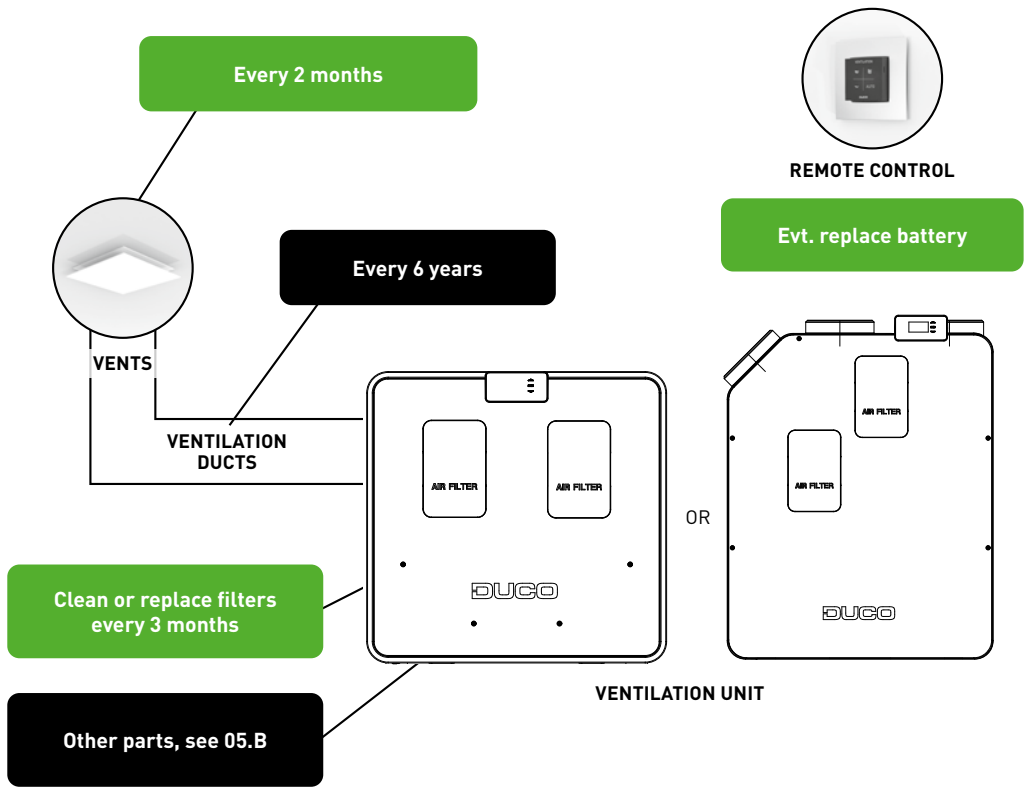 Every 2 months
REMOTE CONTROL
Evt. replace battery
Every 6 years
VENTS
VENTILATION
DUCTS
AIR FILTER
AIR FILTER
DUCO
OR
AIR FILTER
AIR FILTER
DUCO
Clean or replace filters
every 3 months
VENTILATION UNIT
Other parts, see 05.B